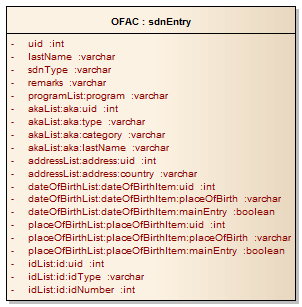 OFAC : sdnEntry
- uid :int
- lastName :varchar
- sdnType :varchar
- remarks :varchar
- programList:program :varchar
- akaList:aka:uid :int
- akaList:aka:type :varchar
- akaList:aka:category :varchar
- akaList:aka:lastName :varchar
- addressList:address:uid :int
- addressList:address:country :varchar
- dateOfBirthList:dateOfBirthItem:uid :int
- dateOfBirthList:dateOfBirthItem:placeOfBirth :varchar
- dateOfBirthList:dateOfBirthItem:mainEntry :boolean
- placeOfBirthList:placeOfBirthItem:uid :int
- placeOfBirthList:placeOfBirthItem:placeOfBirth :varchar
- placeOfBirthList:placeOfBirthItem:mainEntry :boolean
- idList:id:uid :int
- idList:id:idType :varchar
- idList:id:idNumber :int